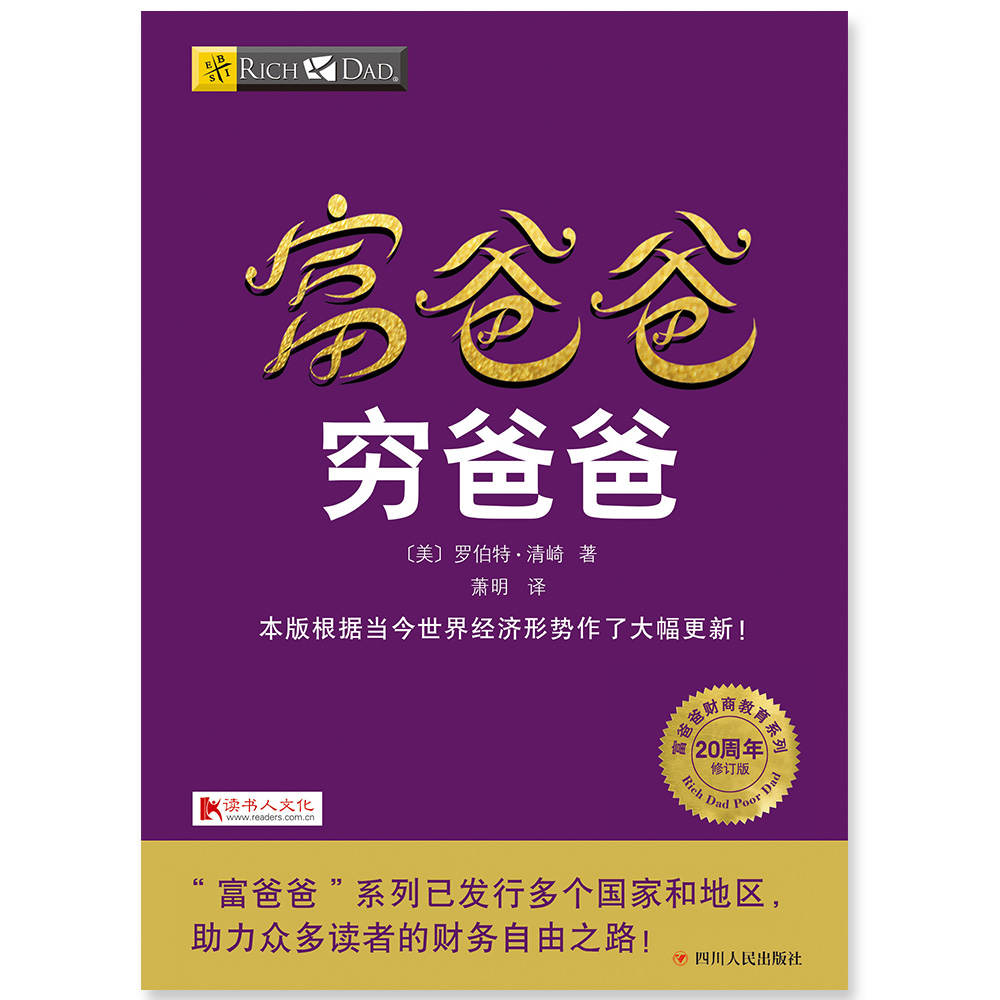 EBSI RICH DAD®
富爸爸
穷爸爸
〔美〕罗伯特·清崎 著
萧明 译
本版根据当今世界经济形势作了大幅更新！
富爸爸财商教育系列
20周年
修订版
Rich Dad Poor Dad
读书人文化
www.readers.com.cn
“富爸爸”系列已发行多个国家和地区，
助力众多读者的财务自由之路！
四川人民出版社